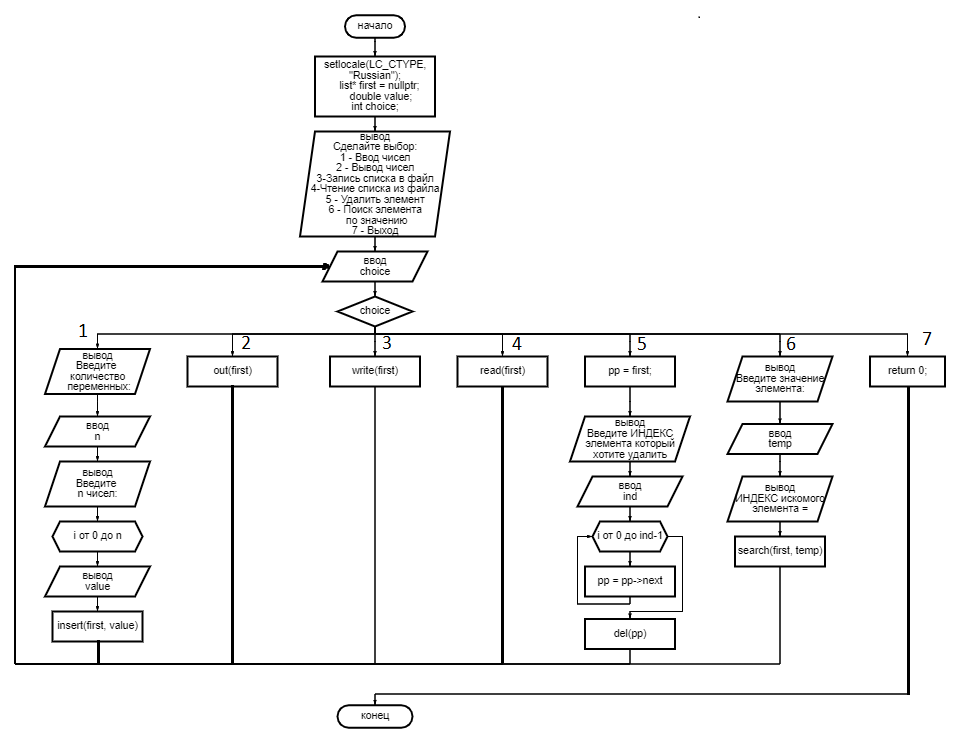 начало
setlocale(LC_CTYPE,
"Russian");
list* first = nullptr;
double value;
int choice;
вывод
Сделайте выбор:
1 - Ввод чисел
2 - Вывод чисел
3-Запись списка в файл
4-Чтение списка из файла
5 - Удалить элемент
6 - Поиск элемента
по значению
7 - Выход
ввод
choice
choice
1
вывод
Введите
количество
переменных:
ввод
n
вывод
Введите
n чисел:
i от 0 до n
вывод
value
insert(first, value)
2
out(first)
3
write(first)
4
read(first)
5
pp = first;
вывод
Введите ИНДЕКС
элемента который
хотите удалить
ввод
ind
i от 0 до ind-1
pp = pp->next
del(pp)
6
вывод
Введите значение
элемента:
ввод
temp
вывод
ИНДЕКС искомого
элемента =
search(first, temp)
7
return 0;
конец